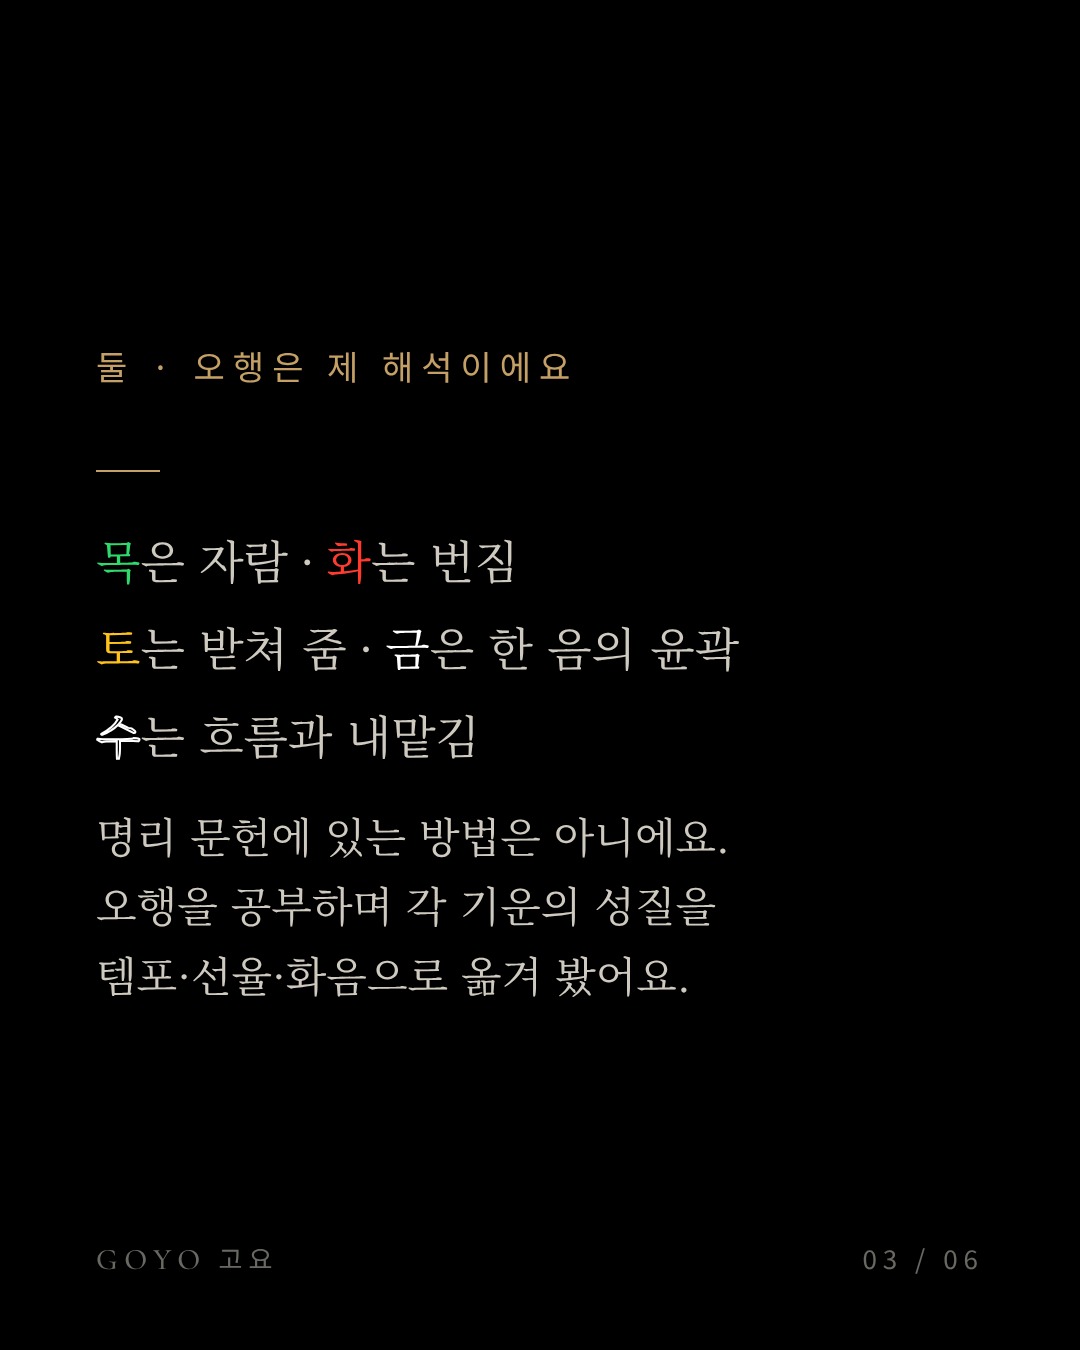 둘 · 오행은 제 해석이에요
목은 자람 · 화는 번짐
토는 받쳐 줌 · 금은 한 음의 윤곽
수는 흐름과 내맡김
명리 문헌에 있는 방법은 아니에요.
오행을 공부하며 각 기운의 성질을
템포·선율·화음으로 옮겨 봤어요.
GOYO 고요
03 / 06